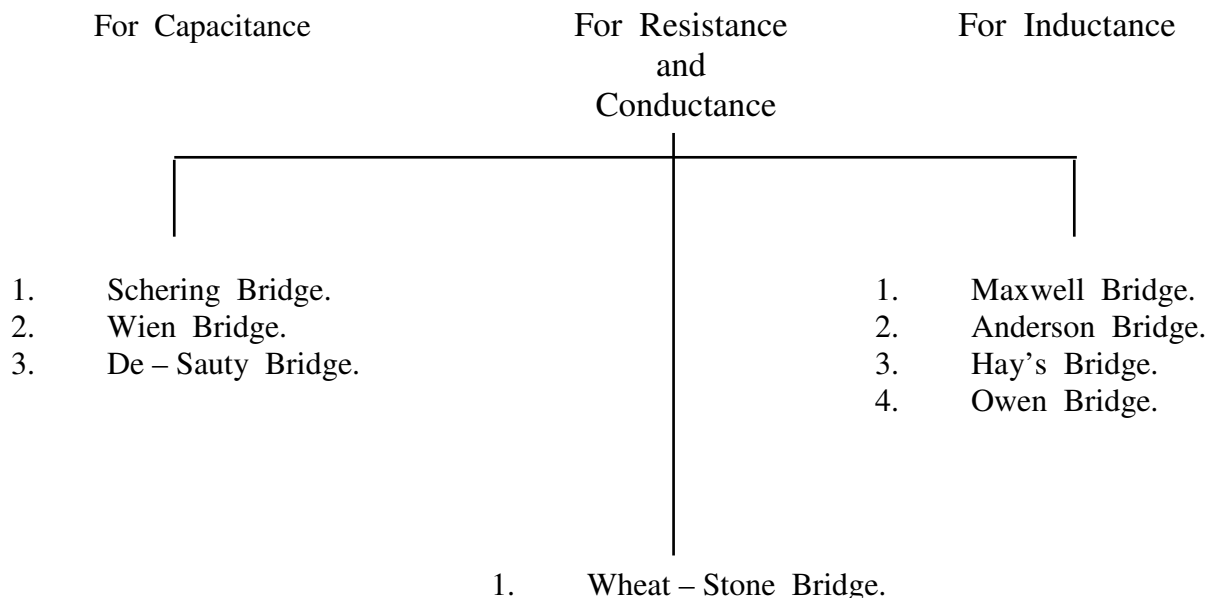 For Capacitance
For Resistance
and
Conductance
For Inductance
1. Schering Bridge.
2. Wien Bridge.
3. De – Sauty Bridge.
1. Maxwell Bridge.
2. Anderson Bridge.
3. Hay's Bridge.
4. Owen Bridge.
1. Wheat – Stone Bridge.